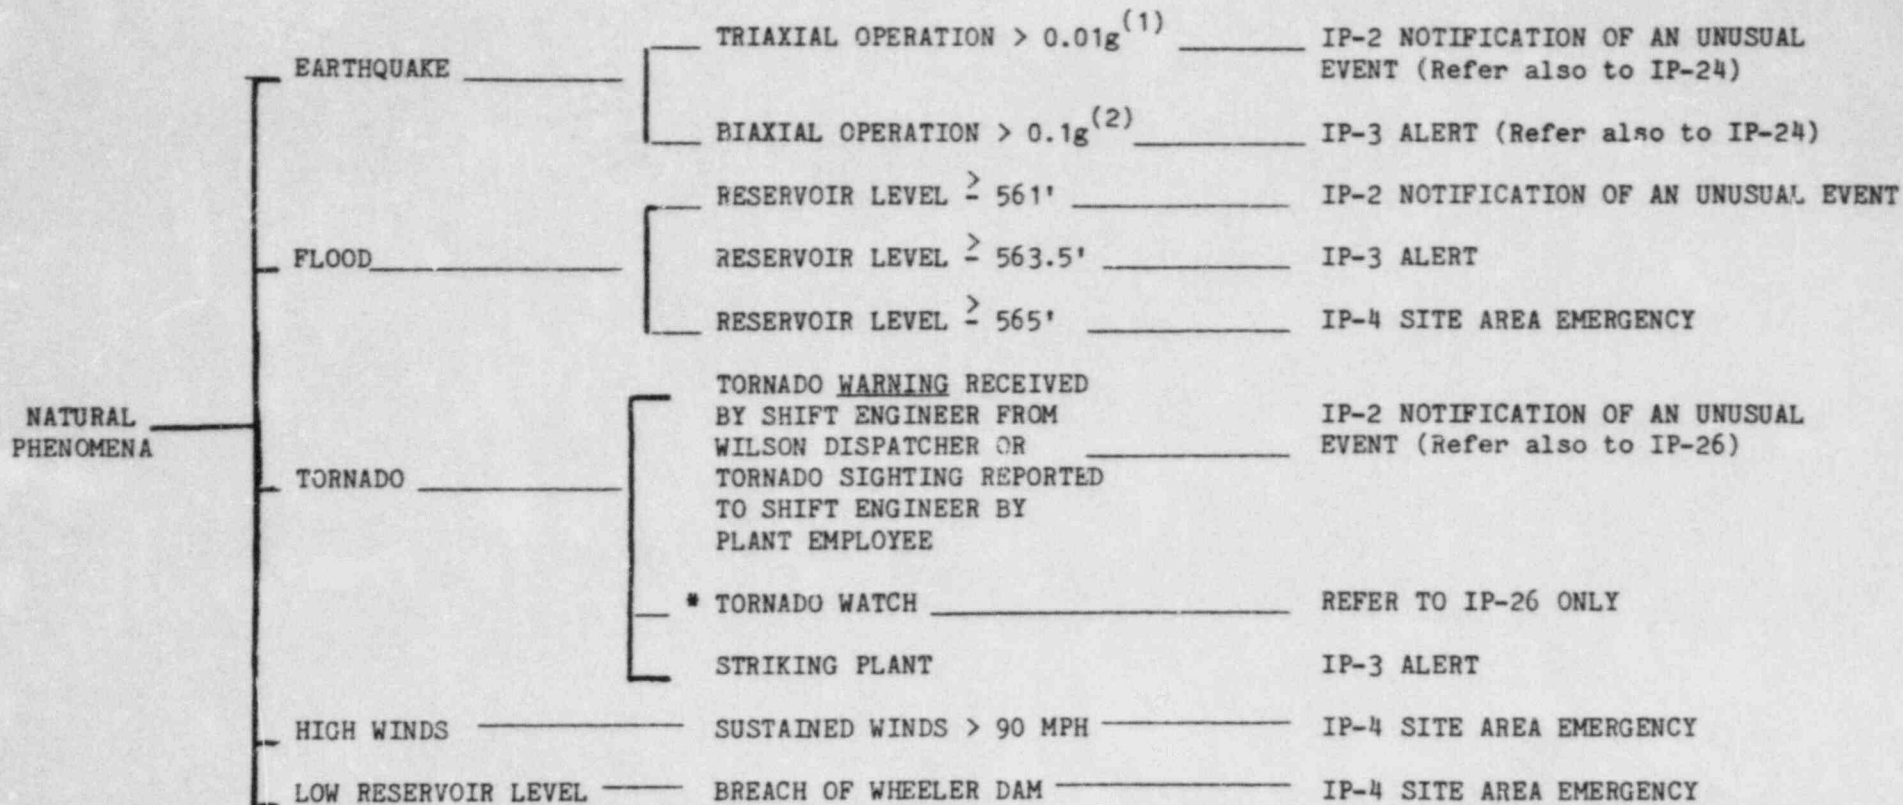 TRIAXIAL OPERATION > 0.01g(1)
IP-2 NOTIFICATION OF AN UNUSUAL
EVENT (Refer also to IP-24)
EARTHQUAKE
BIAXIAL OPERATION > 0.1g(2)
IP-3 ALERT (Refer also to IP-24)
RESERVOIR LEVEL ≥ 561'
IP-2 NOTIFICATION OF AN UNUSUAL EVENT
FLOOD
RESERVOIR LEVEL ≥ 563.5'
IP-3 ALERT
RESERVOIR LEVEL ≥ 565'
IP-4 SITE AREA EMERGENCY
NATURAL
PHENOMENA
TORNADO
TORNADO WARNING RECEIVED
BY SHIFT ENGINEER FROM
WILSON DISPATCHER OR
TORNADO SIGHTING REPORTED
TO SHIFT ENGINEER BY
PLANT EMPLOYEE
IP-2 NOTIFICATION OF AN UNUSUAL
EVENT (Refer also to IP-26)
* TORNADO WATCH
REFER TO IP-26 ONLY
STRIKING PLANT
IP-3 ALERT
HIGH WINDS
SUSTAINED WINDS > 90 MPH
IP-4 SITE AREA EMERGENCY
LOW RESERVOIR LEVEL
BREACH OF WHEELER DAM
IP-4 SITE AREA EMERGENCY